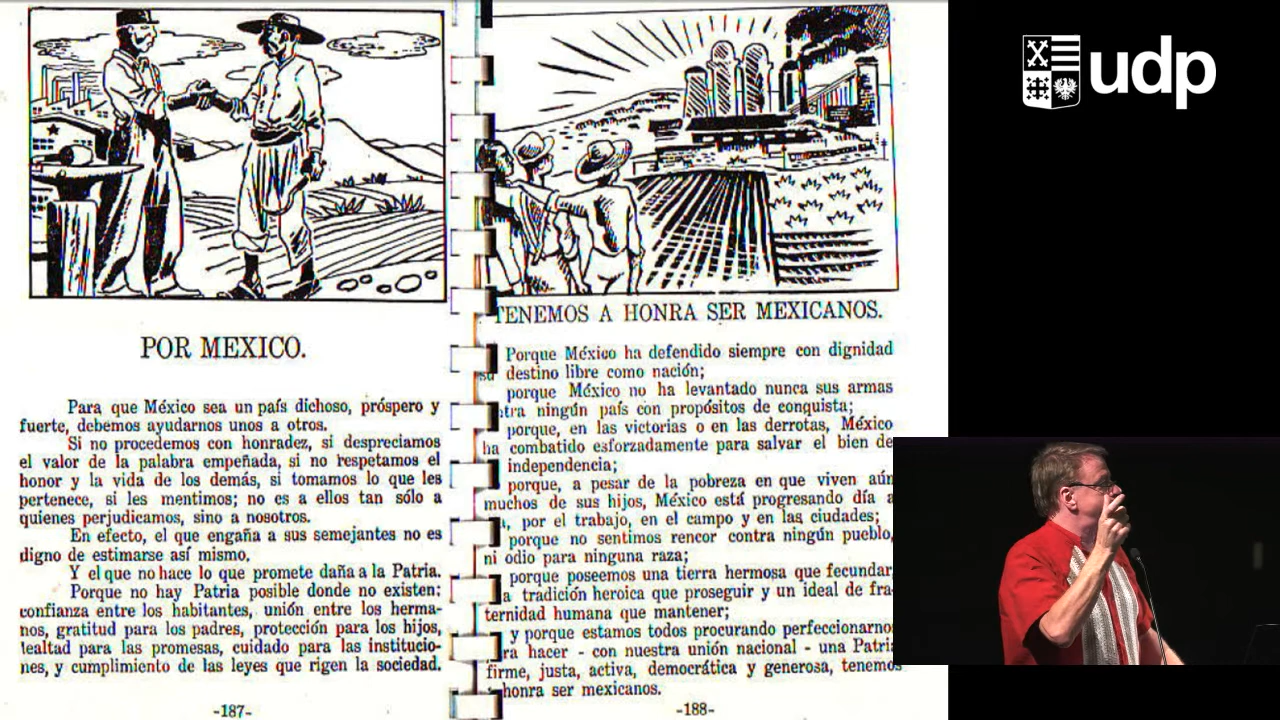 POR MEXICO.
Para que México sea un país dichoso, próspero y
fuerte, debemos ayudarnos unos a otros.
Si no procedemos con honradez, si despreciamos
el valor de la palabra empeñada, si no respetamos el
honor y la vida de los demás, si tomamos lo que les
pertenece, si les mentimos; no es a ellos tan sólo a
quienes perjudicamos, sino a nosotros.
En efecto, el que engaña a sus semejantes no es
digno de estimarse así mismo.
Y el que no hace lo que promete daña a la Patria.
Porque no hay Patria posible donde no existen:
confianza entre los habitantes, unión entre los herma-
nos, gratitud para los padres, protección para los hijos,
lealtad para las promesas, cuidado para las institucio-
nes, y cumplimiento de las leyes que rigen la sociedad.
-187-
TENEMOS A HONRA SER MEXICANOS.
Porque México ha defendido siempre con dignidad
su destino libre como nación;
porque México no ha levantado nunca sus armas
ntra ningún país con propósitos de conquista;
porque, en las victorias o en las derrotas, México
ha combatido esforzadamente para salvar el bien de
independencia;
porque, a pesar de la pobreza en que viven aún
muchos de sus hijos, México está progresando día a
a, por el trabajo, en el campo y en las ciudades;
porque no sentimos rencor contra ningún pueblo,
ni odio para ninguna raza;
porque poseemos una tierra hermosa que fecundar,
a tradición heroica que proseguir y un ideal de fra-
ternidad humana que mantener;
y porque estamos todos procurando perfeccionarno
ra hacer - con nuestra unión nacional - una Patri
firme, justa, activa, democrática y generosa, tenemos
honra ser mexicanos.
-188-
udp